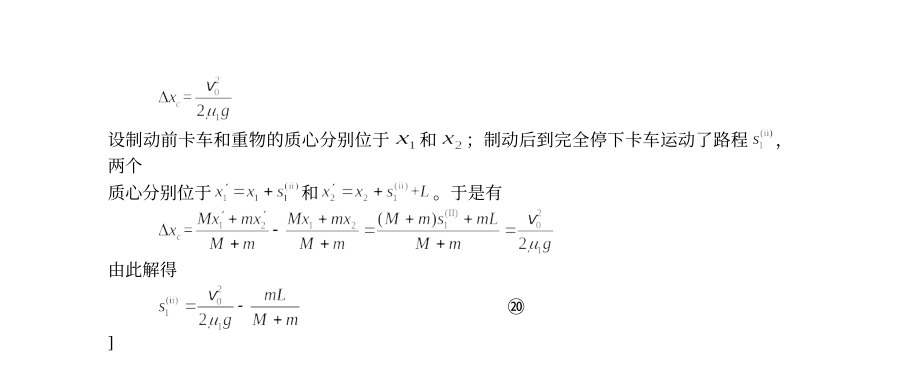 Δx_c = v_0^2 / 2μ_1g
设制动前卡车和重物的质心分别位于 x_1 和 x_2 ；制动后到完全停下卡车运动了路程 s_1^(ii)，
两个
质心分别位于 x_1′ = x_1 + s_1^(ii) 和 x_2′ = x_2 + s_1^(ii) + L 。于是有
Δx_c = (Mx_1′ + mx_2′) / (M + m) - (Mx_1 + mx_2) / (M + m) = ((M + m)s_1^(II) + mL) / (M + m) = v_0^2 / 2μ_1g
由此解得
s_1^(ii) = v_0^2 / 2μ_1g - mL / (M + m) ⑳
]